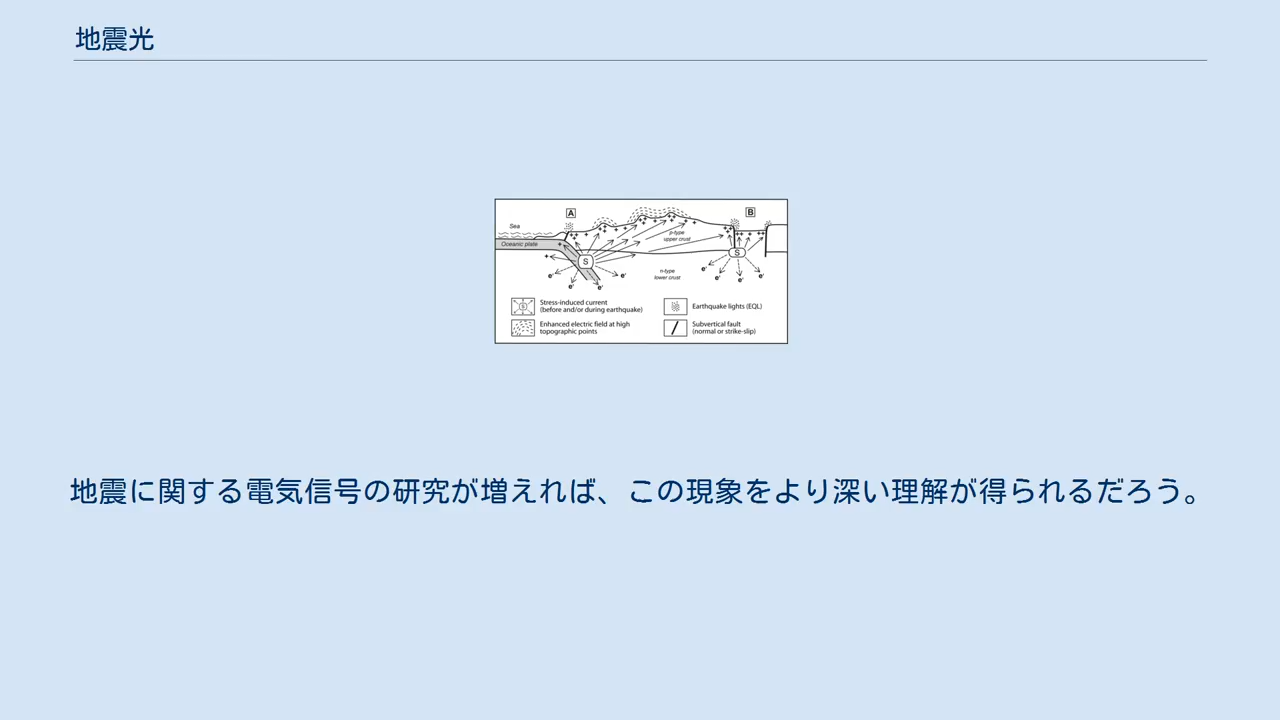 地震光
A
B
Sea
Oceanic plate
p-type
upper crust
S
S
n-type
lower crust
e'
e'
e'
e'
e'
e'
e'
e'
Stress-induced current
(before and/or during earthquake)
S
Earthquake lights (EQL)
Enhanced electric field at high
topographic points
Subvertical fault
(normal or strike-slip)
地震に関する電気信号の研究が増えれば、この現象をより深い理解が得られるだろう。